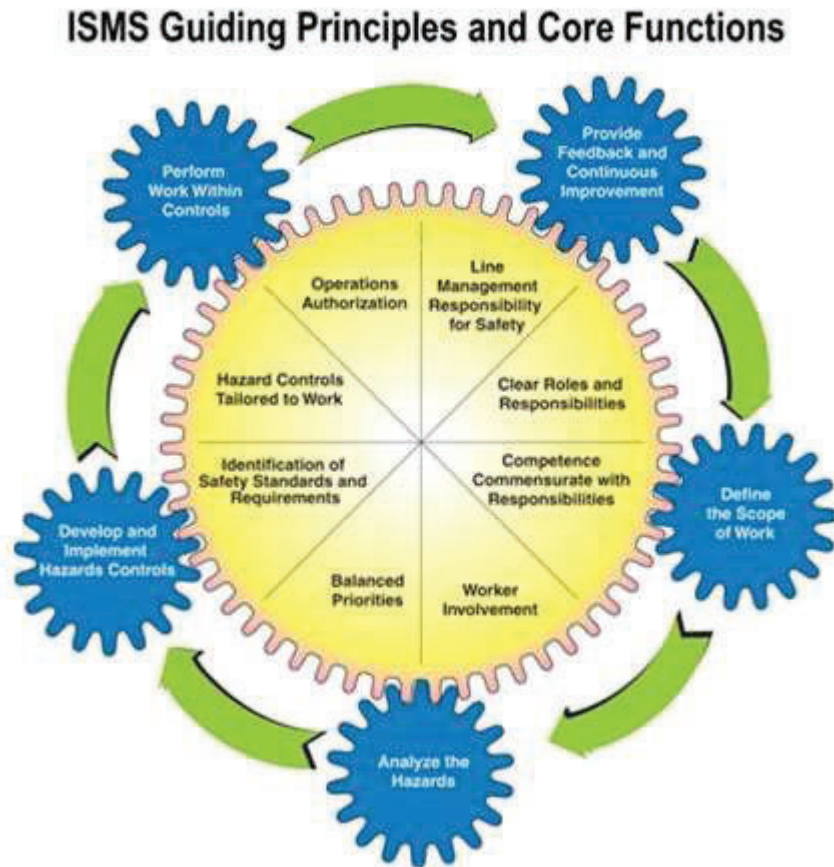 ISMS Guiding Principles and Core Functions
Perform
Work Within
Controls
Provide
Feedback and
Continuous
Improvement
Operations
Authorization
Line
Management
Responsibility
for Safety
Hazard Controls
Tailored to Work
Clear Roles and
Responsibilities
Identification of
Safety Standards and
Requirements
Competence
Commensurate with
Responsibilities
Define
the Scope
of Work
Develop and
Implement
Hazards Controls
Balanced
Priorities
Worker
Involvement
Analyze the
Hazards